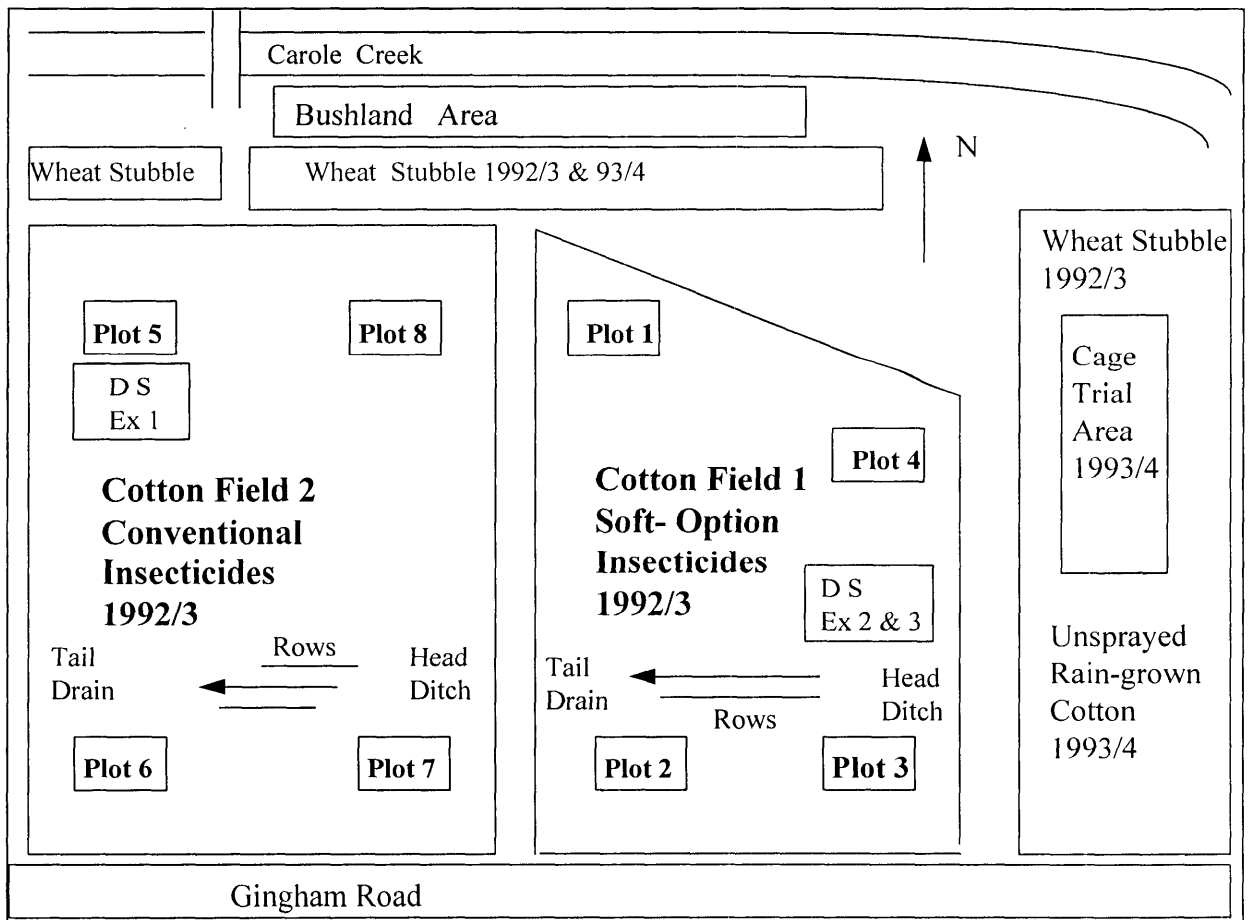 Carole Creek
Bushland Area
N
Wheat Stubble
Wheat Stubble 1992/3 & 93/4
Wheat Stubble
1992/3
Cage
Trial
Area
1993/4
Unsprayed
Rain-grown
Cotton
1993/4
Plot 5
Plot 8
D S
Ex 1
Cotton Field 2
Conventional
Insecticides
1992/3
Rows
Tail
Drain
Head
Ditch
Plot 6
Plot 7
Plot 1
Plot 4
Cotton Field 1
Soft- Option
Insecticides
1992/3
D S
Ex 2 & 3
Tail
Drain
Head
Ditch
Rows
Plot 2
Plot 3
Gingham Road